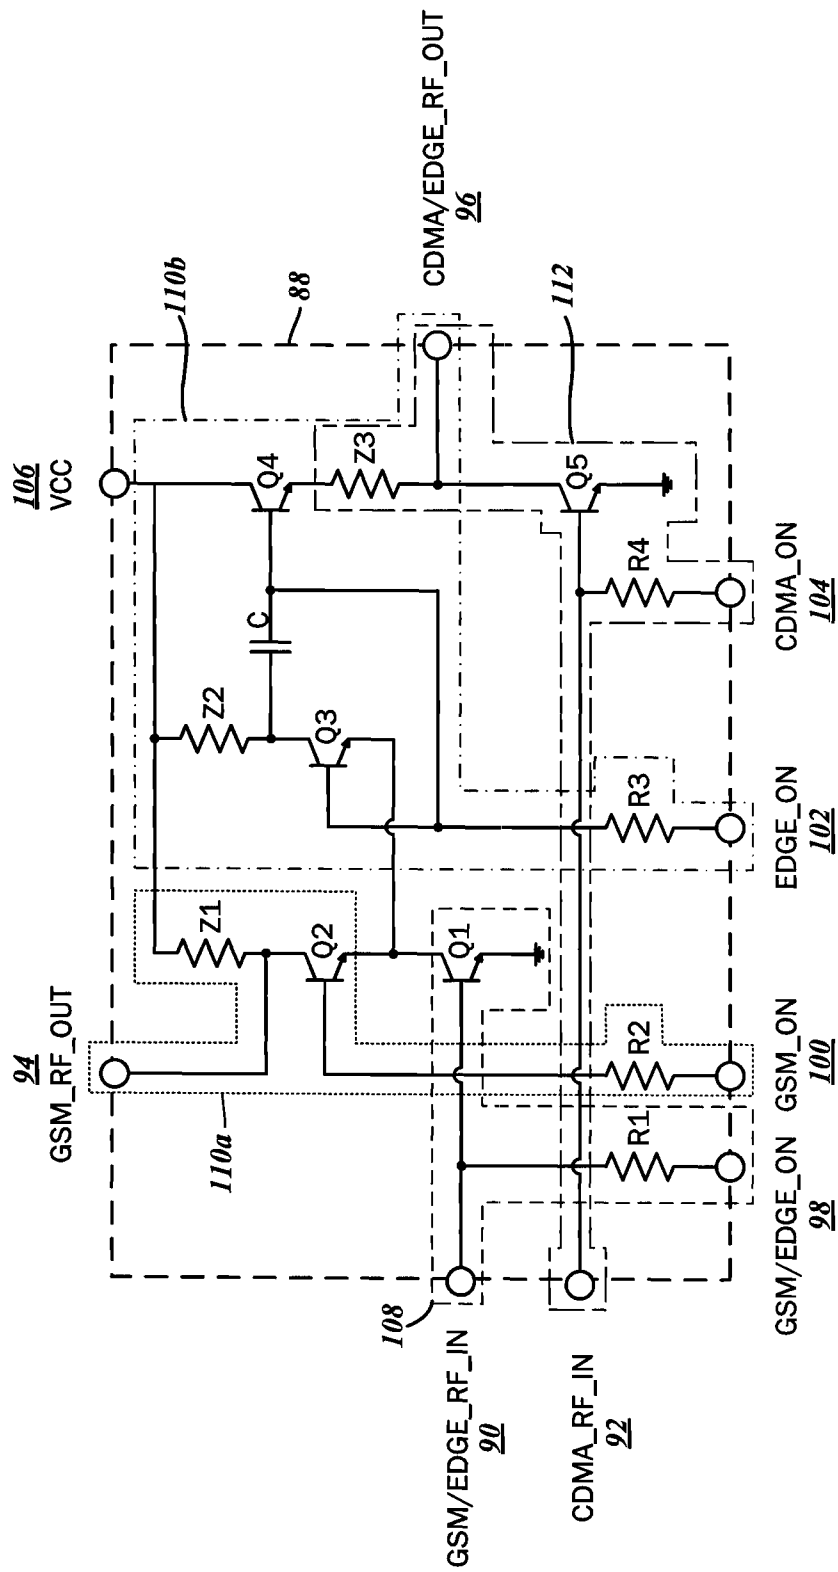 106
VCC
94
GSM_RF_OUT
110b
88
110a
Z1
Z2
Q2
Q3
C
Q4
Z3
CDMA/EDGE_RF_OUT
96
108
Q1
Q5
112
GSM/EDGE_RF_IN
90
CDMA_RF_IN
92
R1
R2
R3
R4
GSM/EDGE_ON
98
GSM_ON
100
EDGE_ON
102
CDMA_ON
104